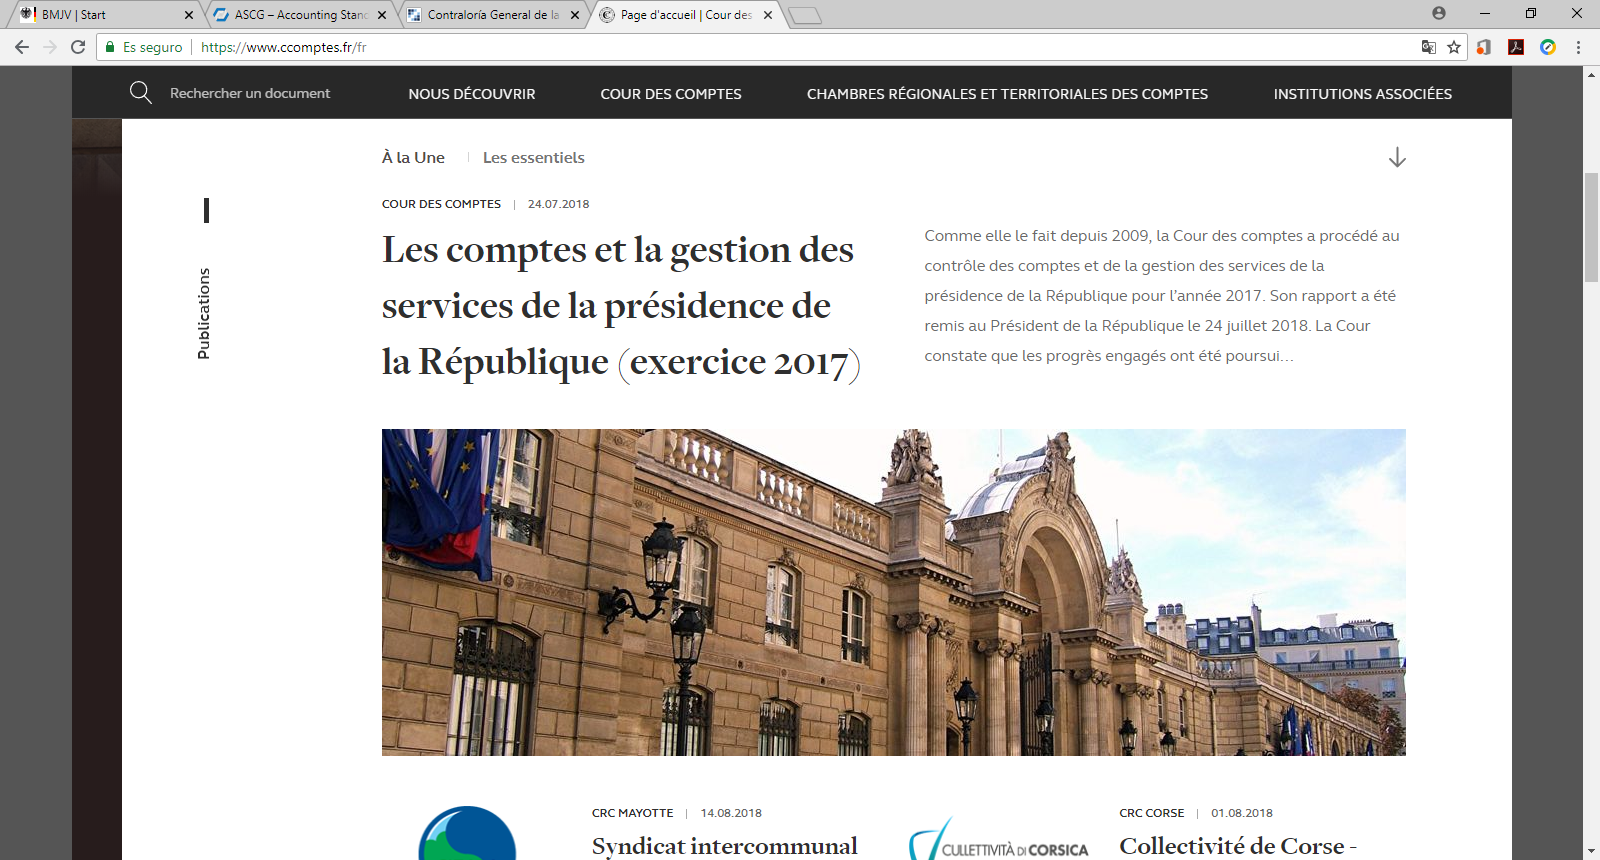 BMJV | Start
ASCG – Accounting Stan
Contraloría General de la
Page d'accueil | Cour des
Es seguro
https://www.ccomptes.fr/fr
Rechercher un document
NOUS DÉCOUVRIR
COUR DES COMPTES
CHAMBRES RÉGIONALES ET TERRITORIALES DES COMPTES
INSTITUTIONS ASSOCIÉES
À la Une
Les essentiels
Publications
COUR DES COMPTES | 24.07.2018
Les comptes et la gestion des
services de la présidence de
la République (exercice 2017)
Comme elle le fait depuis 2009, la Cour des comptes a procédé au
contrôle des comptes et de la gestion des services de la
présidence de la République pour l'année 2017. Son rapport a été
remis au Président de la République le 24 juillet 2018. La Cour
constate que les progrès engagés ont été poursui...
CRC MAYOTTE | 14.08.2018
Syndicat intercommunal
CULLETTIVITÀ DI CORSICA
CRC CORSE | 01.08.2018
Collectivité de Corse -